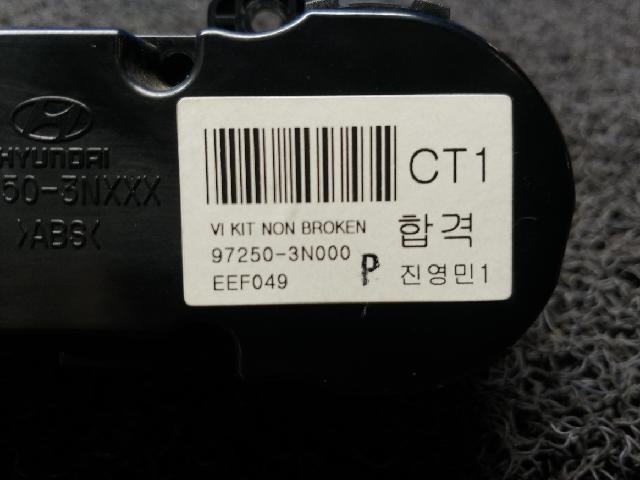 HYUNDAI
50-3NXXX
>ABS<
CT1
VI KIT NON BROKEN
97250-3N000
EEF049
P
합격
진영민1